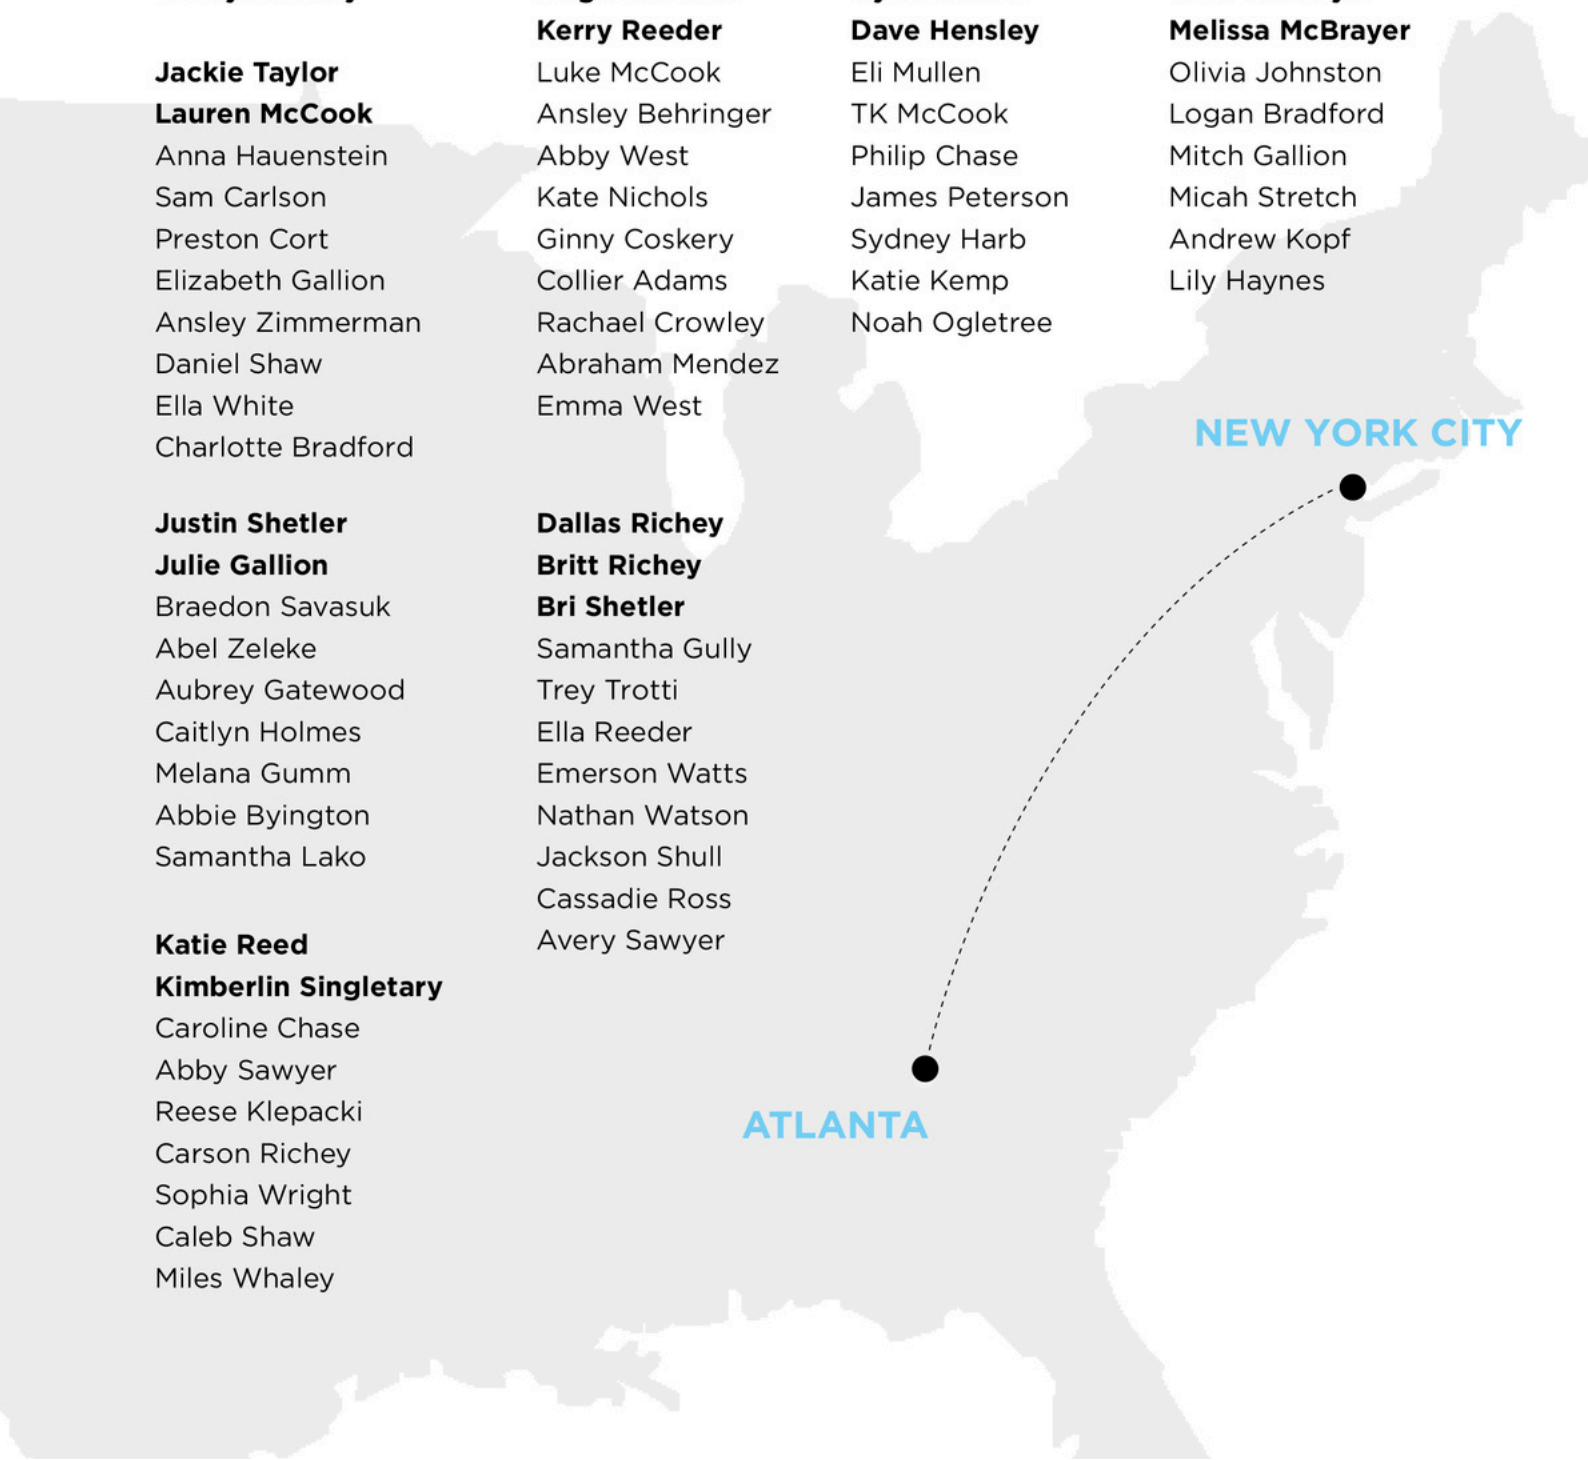 Jackie Taylor
Lauren McCook
Anna Hauenstein
Sam Carlson
Preston Cort
Elizabeth Gallion
Ansley Zimmerman
Daniel Shaw
Ella White
Charlotte Bradford
Justin Shetler
Julie Gallion
Braedon Savasuk
Abel Zeleke
Aubrey Gatewood
Caitlyn Holmes
Melana Gumm
Abbie Byington
Samantha Lako
Katie Reed
Kimberlin Singletary
Caroline Chase
Abby Sawyer
Reese Klepacki
Carson Richey
Sophia Wright
Caleb Shaw
Miles Whaley
Kerry Reeder
Luke McCook
Ansley Behringer
Abby West
Kate Nichols
Ginny Coskery
Collier Adams
Rachael Crowley
Abraham Mendez
Emma West
Dallas Richey
Britt Richey
Bri Shetler
Samantha Gully
Trey Trotti
Ella Reeder
Emerson Watts
Nathan Watson
Jackson Shull
Cassadie Ross
Avery Sawyer
Dave Hensley
Eli Mullen
TK McCook
Philip Chase
James Peterson
Sydney Harb
Katie Kemp
Noah Ogletree
Melissa McBrayer
Olivia Johnston
Logan Bradford
Mitch Gallion
Micah Stretch
Andrew Kopf
Lily Haynes
NEW YORK CITY
ATLANTA